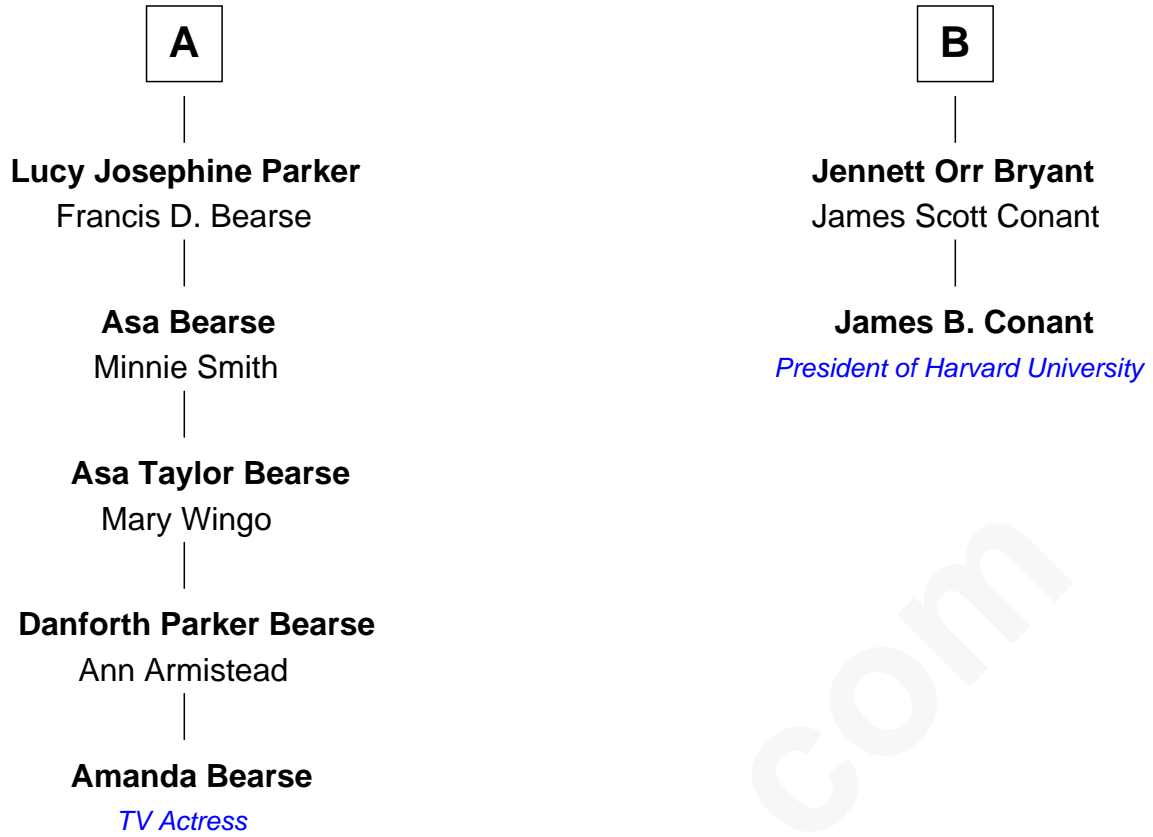 A
Lucy Josephine Parker
Francis D. Bearse
Asa Bearse
Minnie Smith
Asa Taylor Bearse
Mary Wingo
Danforth Parker Bearse
Ann Armistead
Amanda Bearse
TV Actress
B
Jennett Orr Bryant
James Scott Conant
James B. Conant
President of Harvard University
com